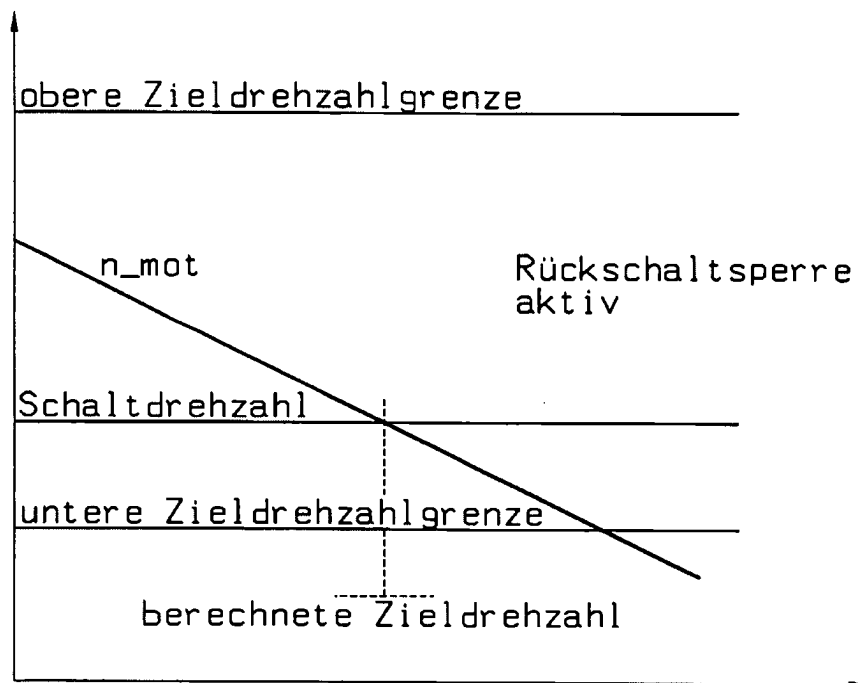 obere Zieldrehzahlgrenze
n_mot
Rückschaltsperre
aktiv
Schaltdrehzahl
untere Zieldrehzahlgrenze
berechnete Zieldrehzahl